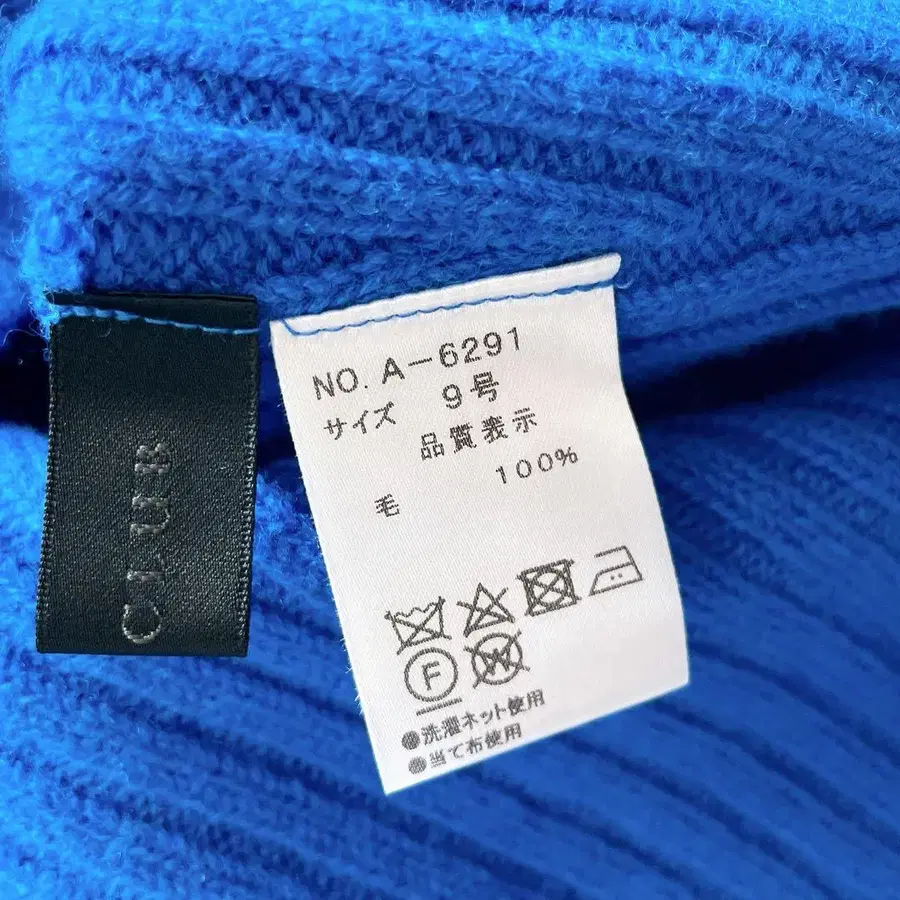 NO. A-6291
サイズ 9号
品質表示
毛 100%
F W
●洗濯ネット使用
●当て布使用